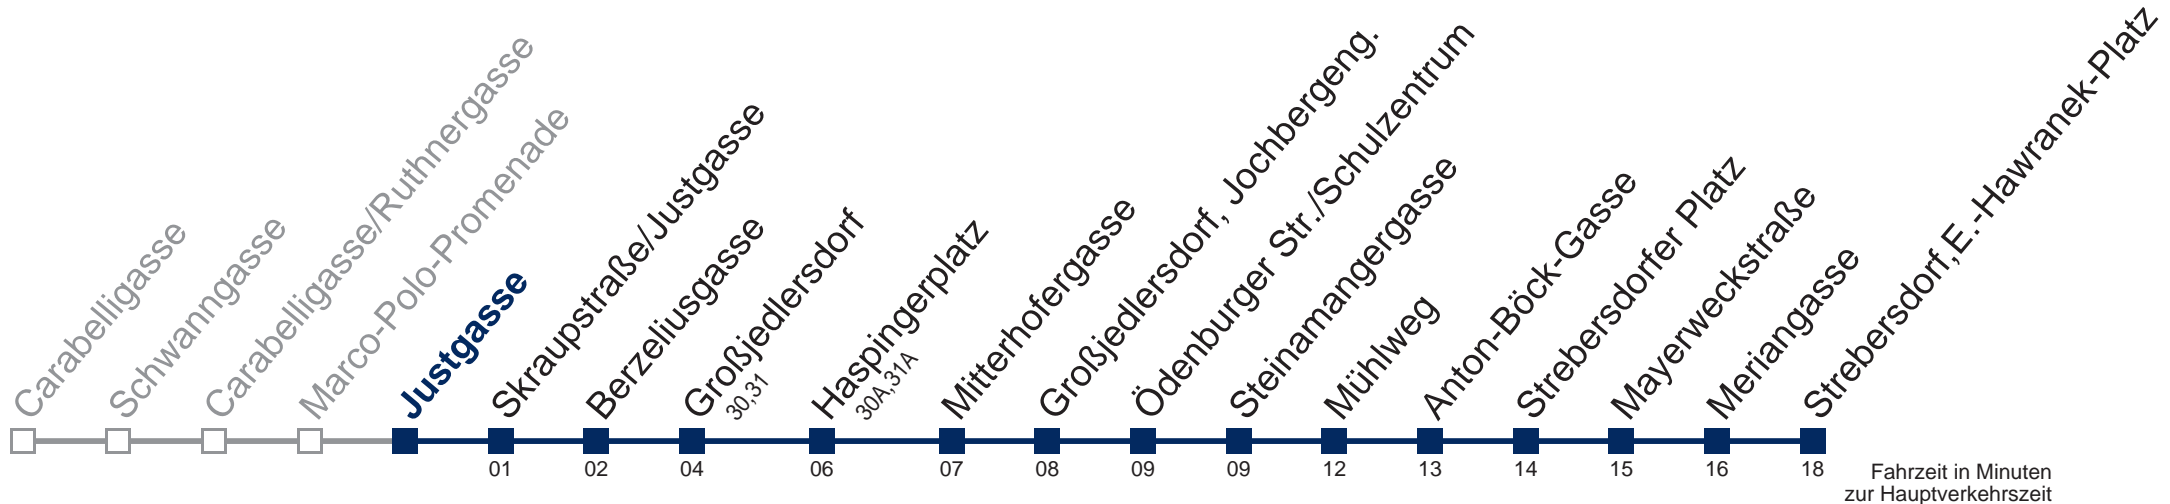 Carabelligasse
Schwanngasse
Carabelligasse/Ruthnergasse
Marco-Polo-Promenade
Justgasse
Skraupstraße/Justgasse
Berzeliusgasse
Großjedlersdorf
30,31
Haspingerplatz
30A,31A
Mitterhofergasse
Großjedlersdorf, Jochbergeng.
Ödenburger Str./Schulzentrum
Steinamangergasse
Mühlweg
Anton-Böck-Gasse
Strebersdorfer Platz
Mayerweckstraße
Meriangasse
Strebersdorf,E.-Hawranek-Platz
01 02 04 06 07 08 09 09 12 13 14 15 16 18
Fahrzeit in Minuten
zur Hauptverkehrszeit